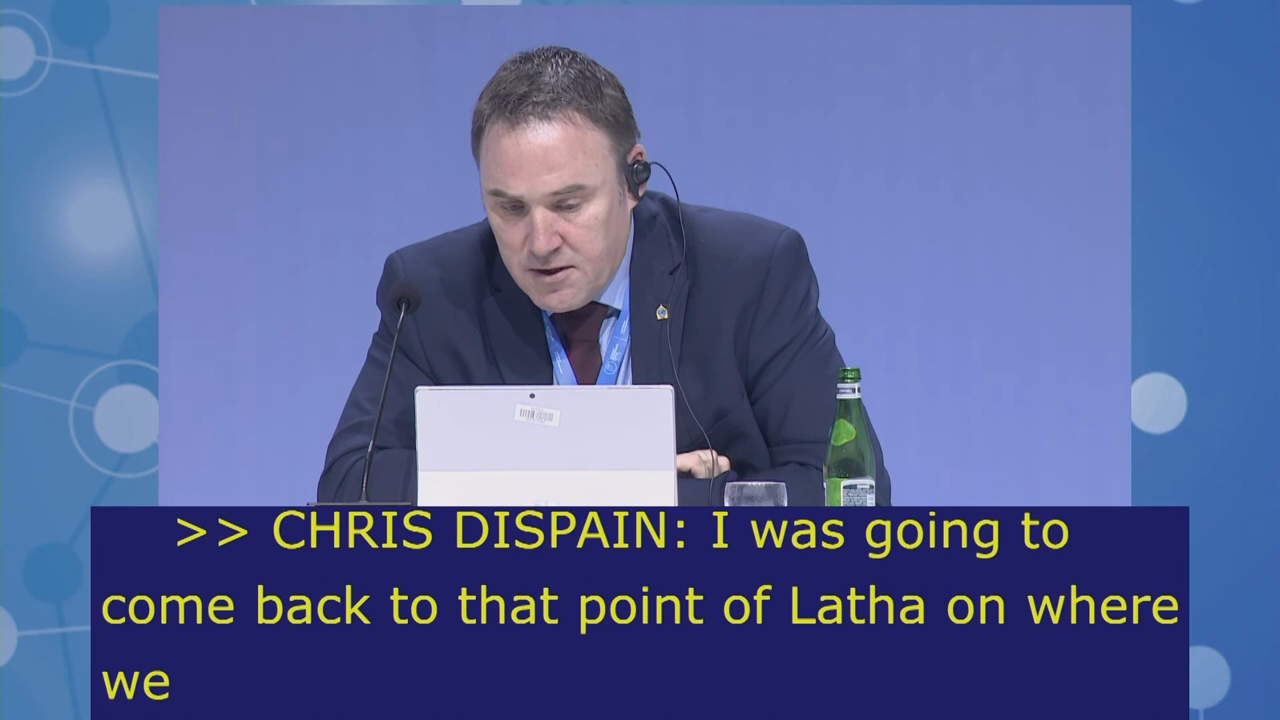 >> CHRIS DISPAIN: I was going to
come back to that point of Latha on where
we